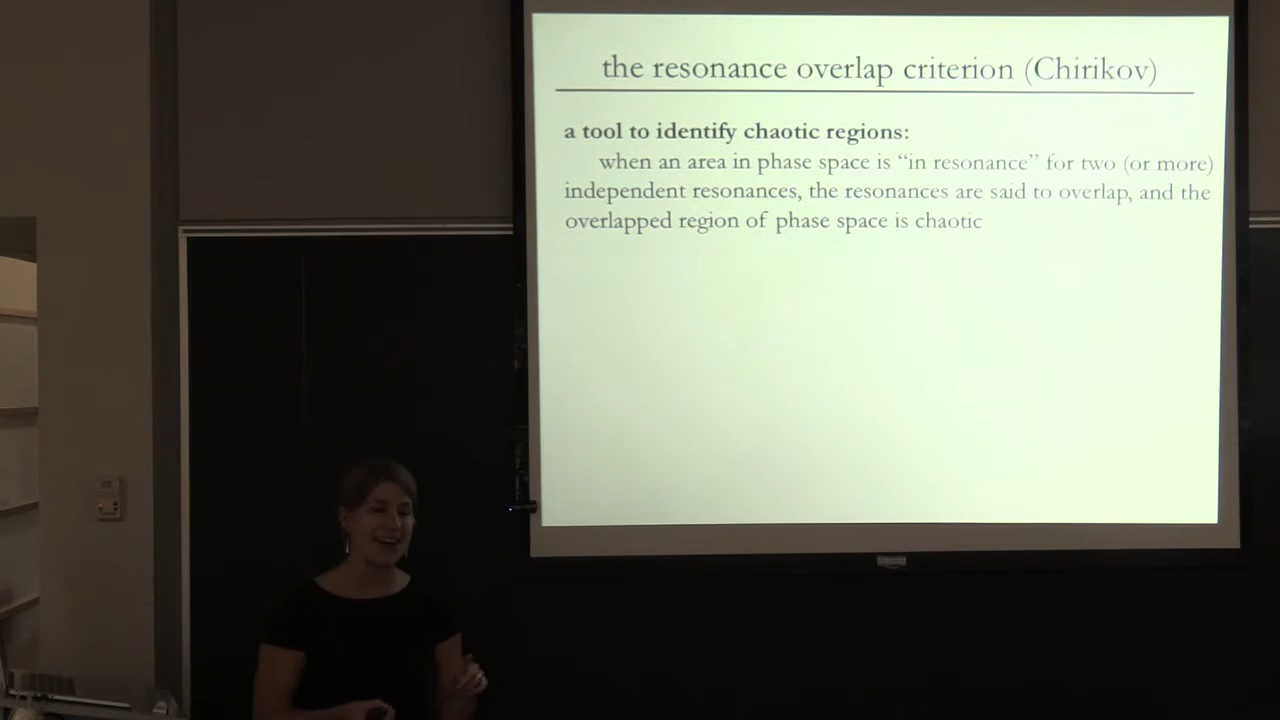 the resonance overlap criterion (Chirikov)
a tool to identify chaotic regions:
when an area in phase space is “in resonance” for two (or more)
independent resonances, the resonances are said to overlap, and the
overlapped region of phase space is chaotic